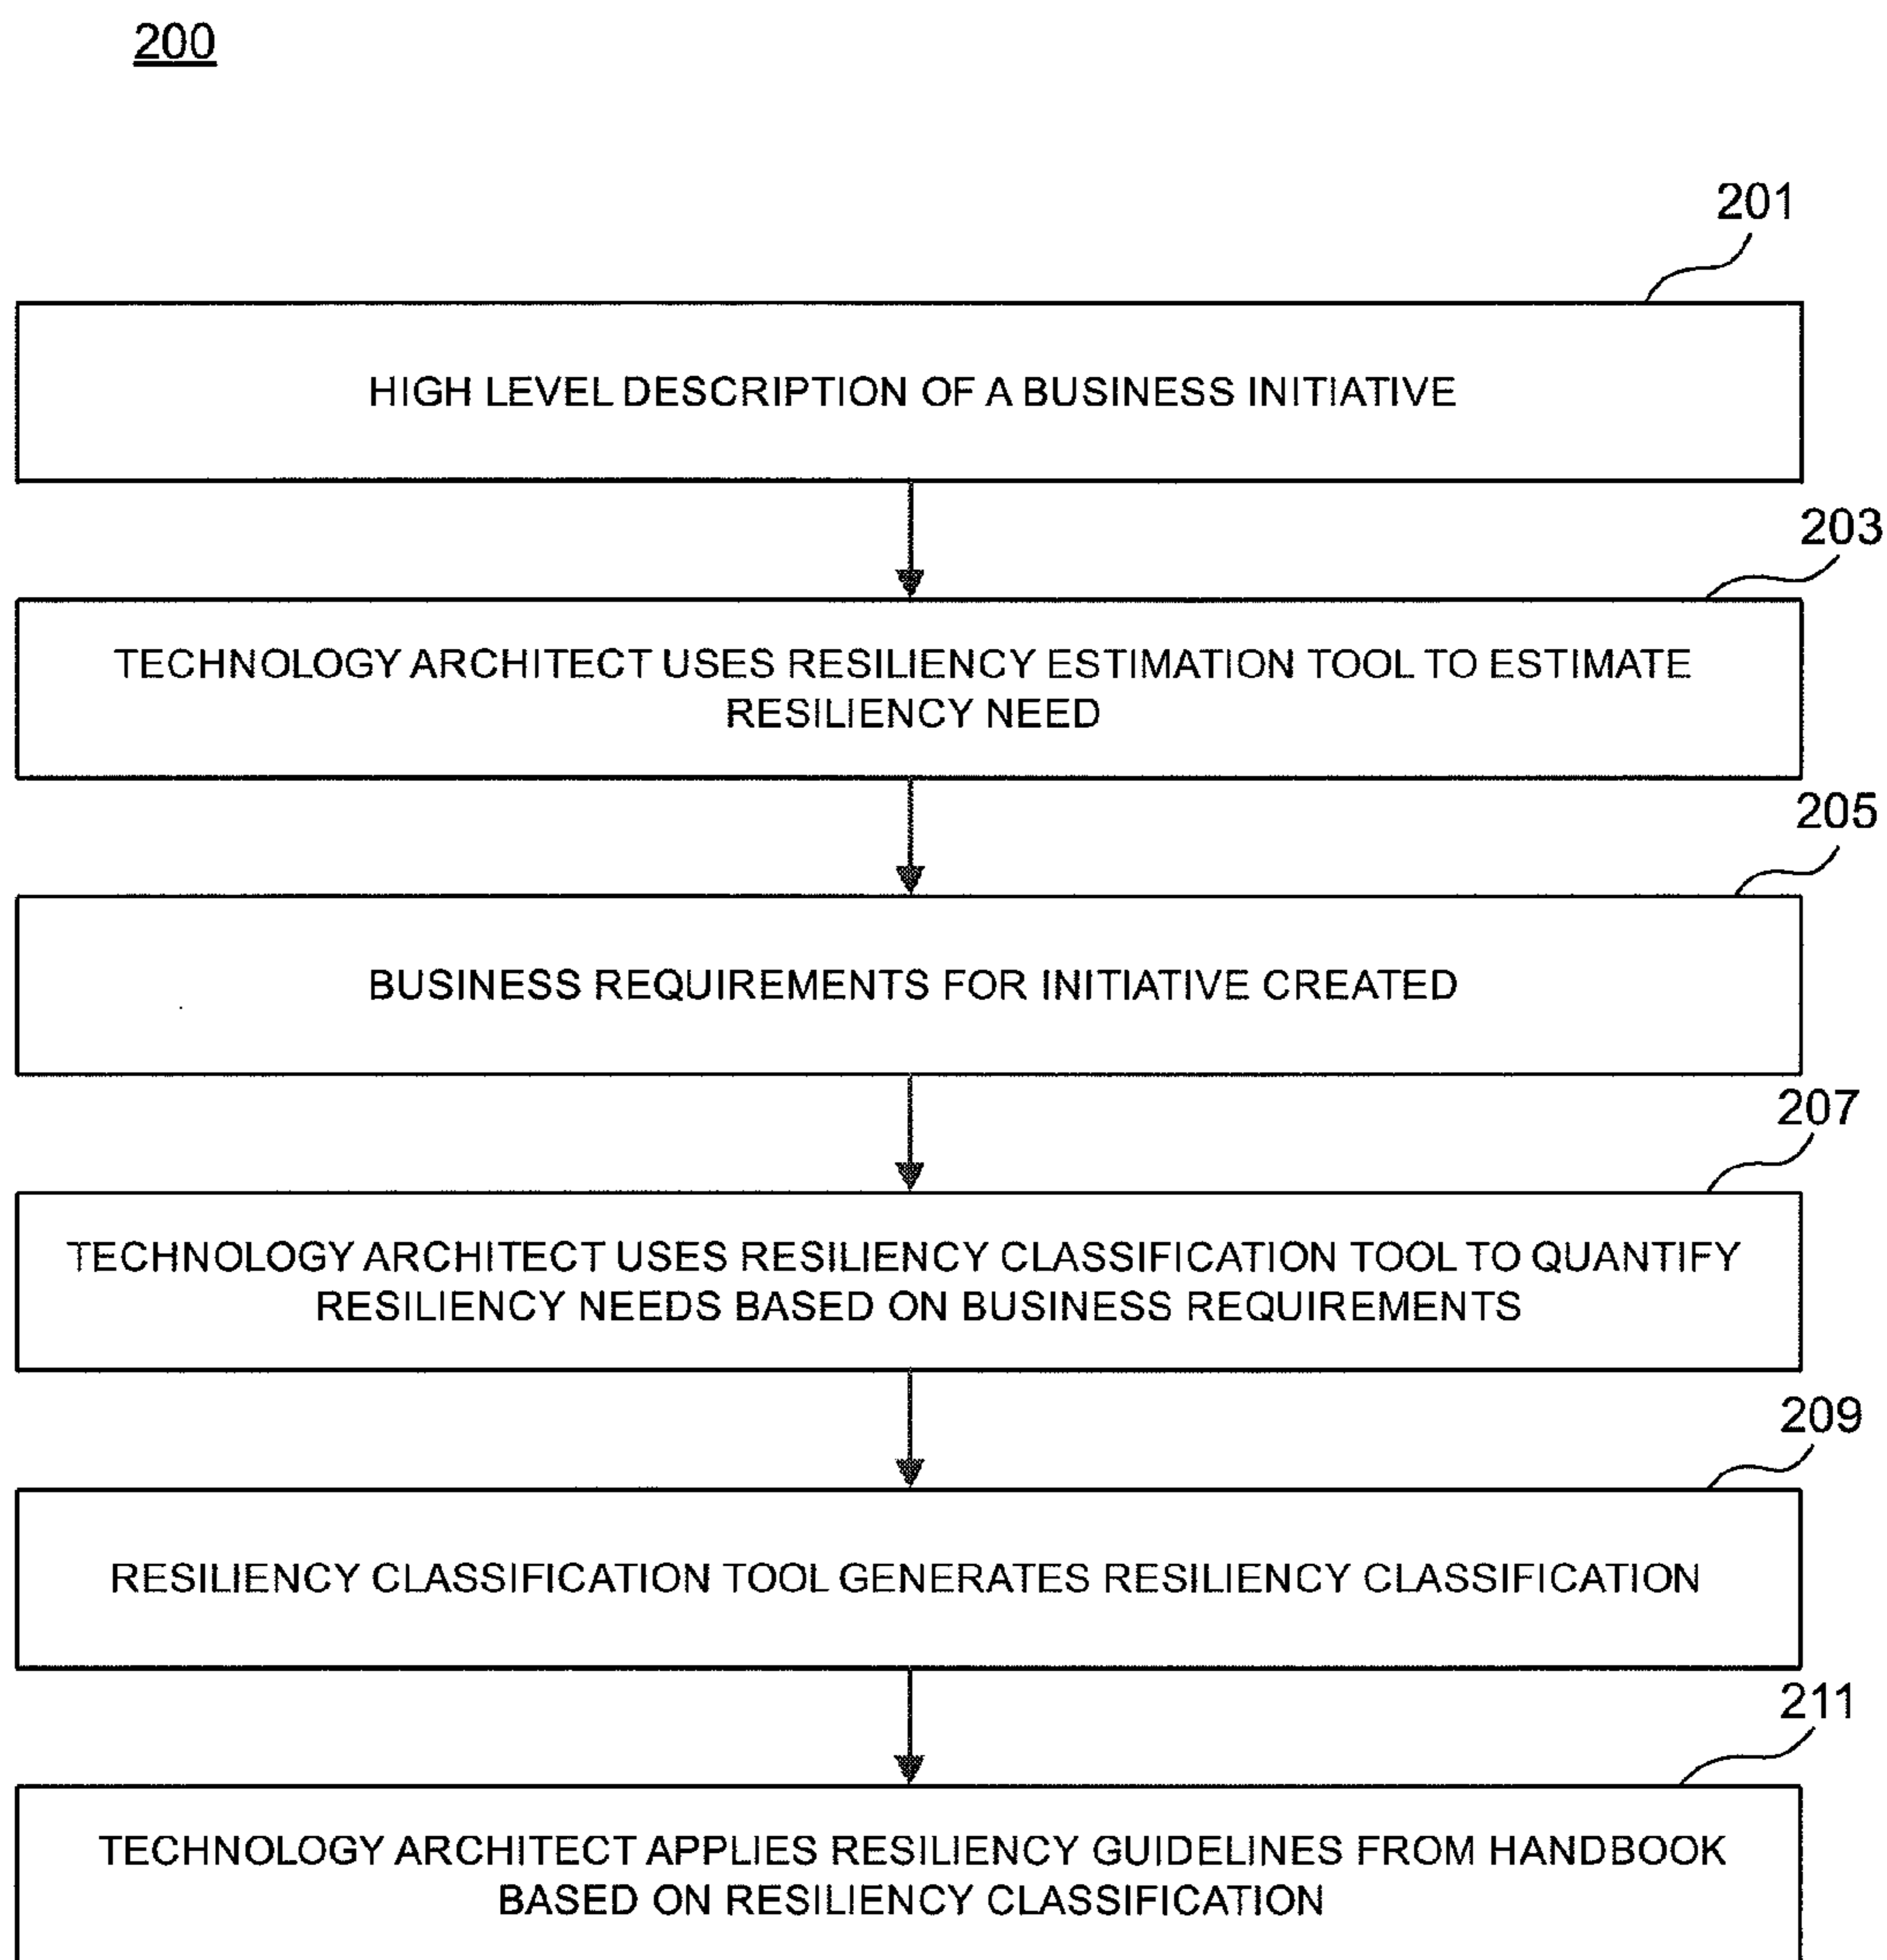 200
201
HIGH LEVEL DESCRIPTION OF A BUSINESS INITIATIVE
203
TECHNOLOGY ARCHITECT USES RESILIENCY ESTIMATION TOOL TO ESTIMATE
RESILIENCY NEED
205
BUSINESS REQUIREMENTS FOR INITIATIVE CREATED
207
TECHNOLOGY ARCHITECT USES RESILIENCY CLASSIFICATION TOOL TO QUANTIFY
RESILIENCY NEEDS BASED ON BUSINESS REQUIREMENTS
209
RESILIENCY CLASSIFICATION TOOL GENERATES RESILIENCY CLASSIFICATION
211
TECHNOLOGY ARCHITECT APPLIES RESILIENCY GUIDELINES FROM HANDBOOK
BASED ON RESILIENCY CLASSIFICATION